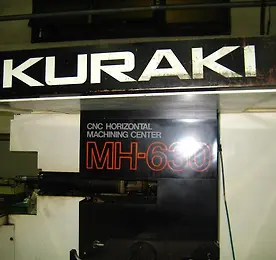 KURAKI
CNC HORIZONTAL
MACHINING CENTER
MH-630